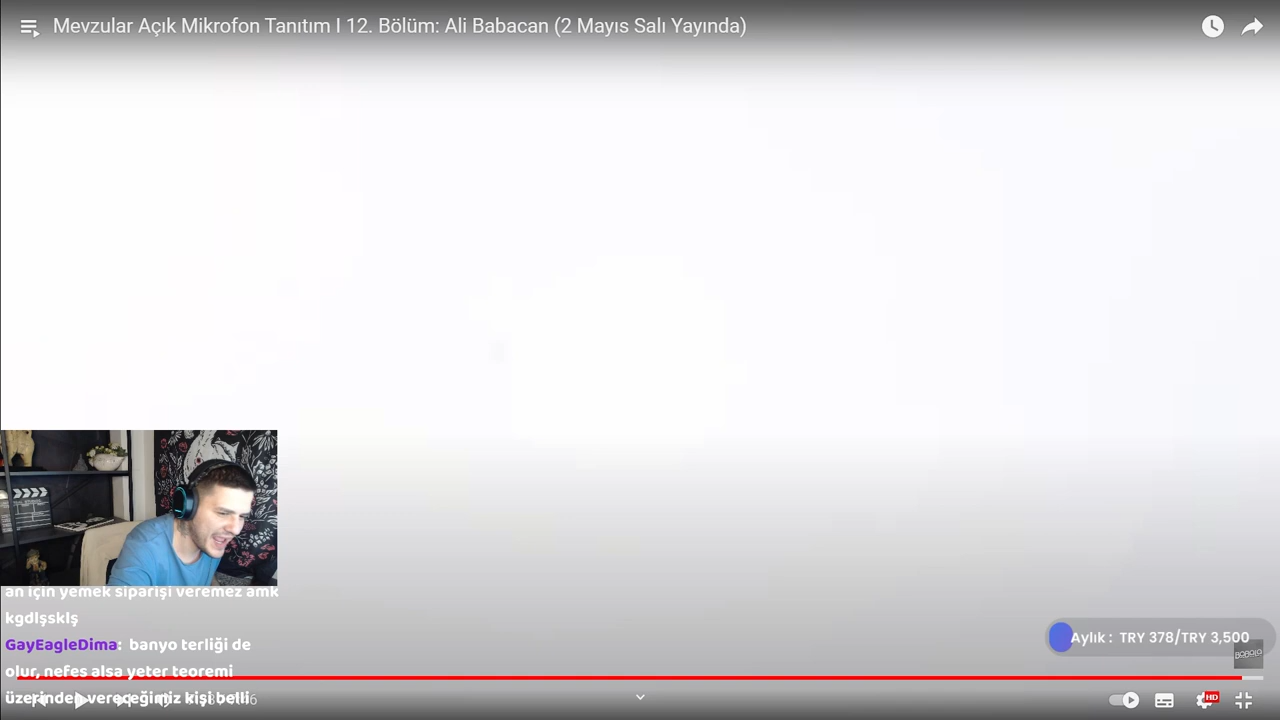 Mevzular Açık Mikrofon Tanıtım I 12. Bölüm: Ali Babacan (2 Mayıs Salı Yayında)
an için yemek siparişi veremez amk
kgdlşsklş
GayEagleDima: banyo terliği de
olur, nefes alsa yeter teoremi
üzerinden vereceğimiz kişi belli
Aylık : TRY 378/TRY 3,500
BOBOLO
HD